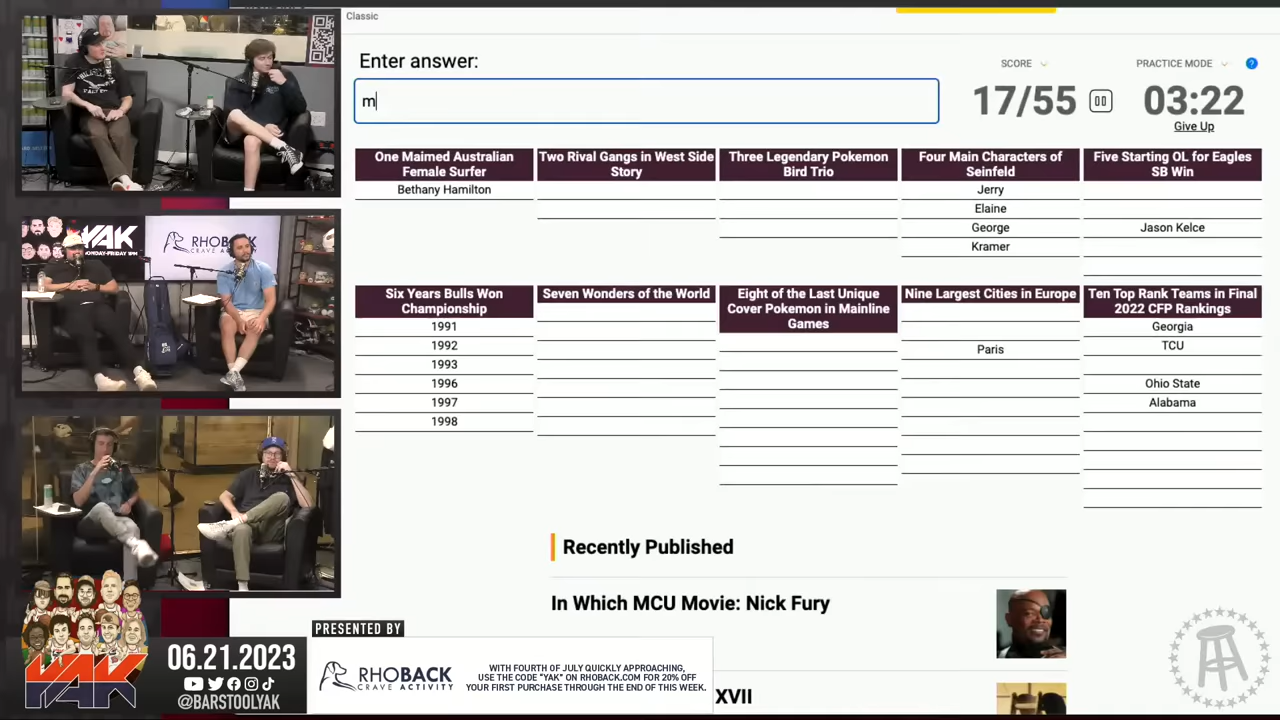 Classic
Enter answer:
m
SCORE
17/55
PRACTICE MODE
?
03:22
Give Up
One Maimed Australian
Female Surfer
Bethany Hamilton
Two Rival Gangs in West Side
Story
Three Legendary Pokemon
Bird Trio
Four Main Characters of
Seinfeld
Jerry
Elaine
George
Kramer
Five Starting OL for Eagles
SB Win
Jason Kelce
Six Years Bulls Won
Championship
1991
1992
1993
1996
1997
1998
Seven Wonders of the World
Eight of the Last Unique
Cover Pokemon in Mainline
Games
Nine Largest Cities in Europe
Paris
Ten Top Rank Teams in Final
2022 CFP Rankings
Georgia
TCU
Ohio State
Alabama
Recently Published
In Which MCU Movie: Nick Fury
XVII
YAK
MONDAY-FRIDAY 1PM
RHOBACK
CRAVE ACTIVITY
YAK
06.21.2023
@BARSTOOLYAK
PRESENTED BY
RHOBACK
CRAVE ACTIVITY
WITH FOURTH OF JULY QUICKLY APPROACHING,
USE THE CODE "YAK" ON RHOBACK.COM FOR 20% OFF
YOUR FIRST PURCHASE THROUGH THE END OF THIS WEEK.